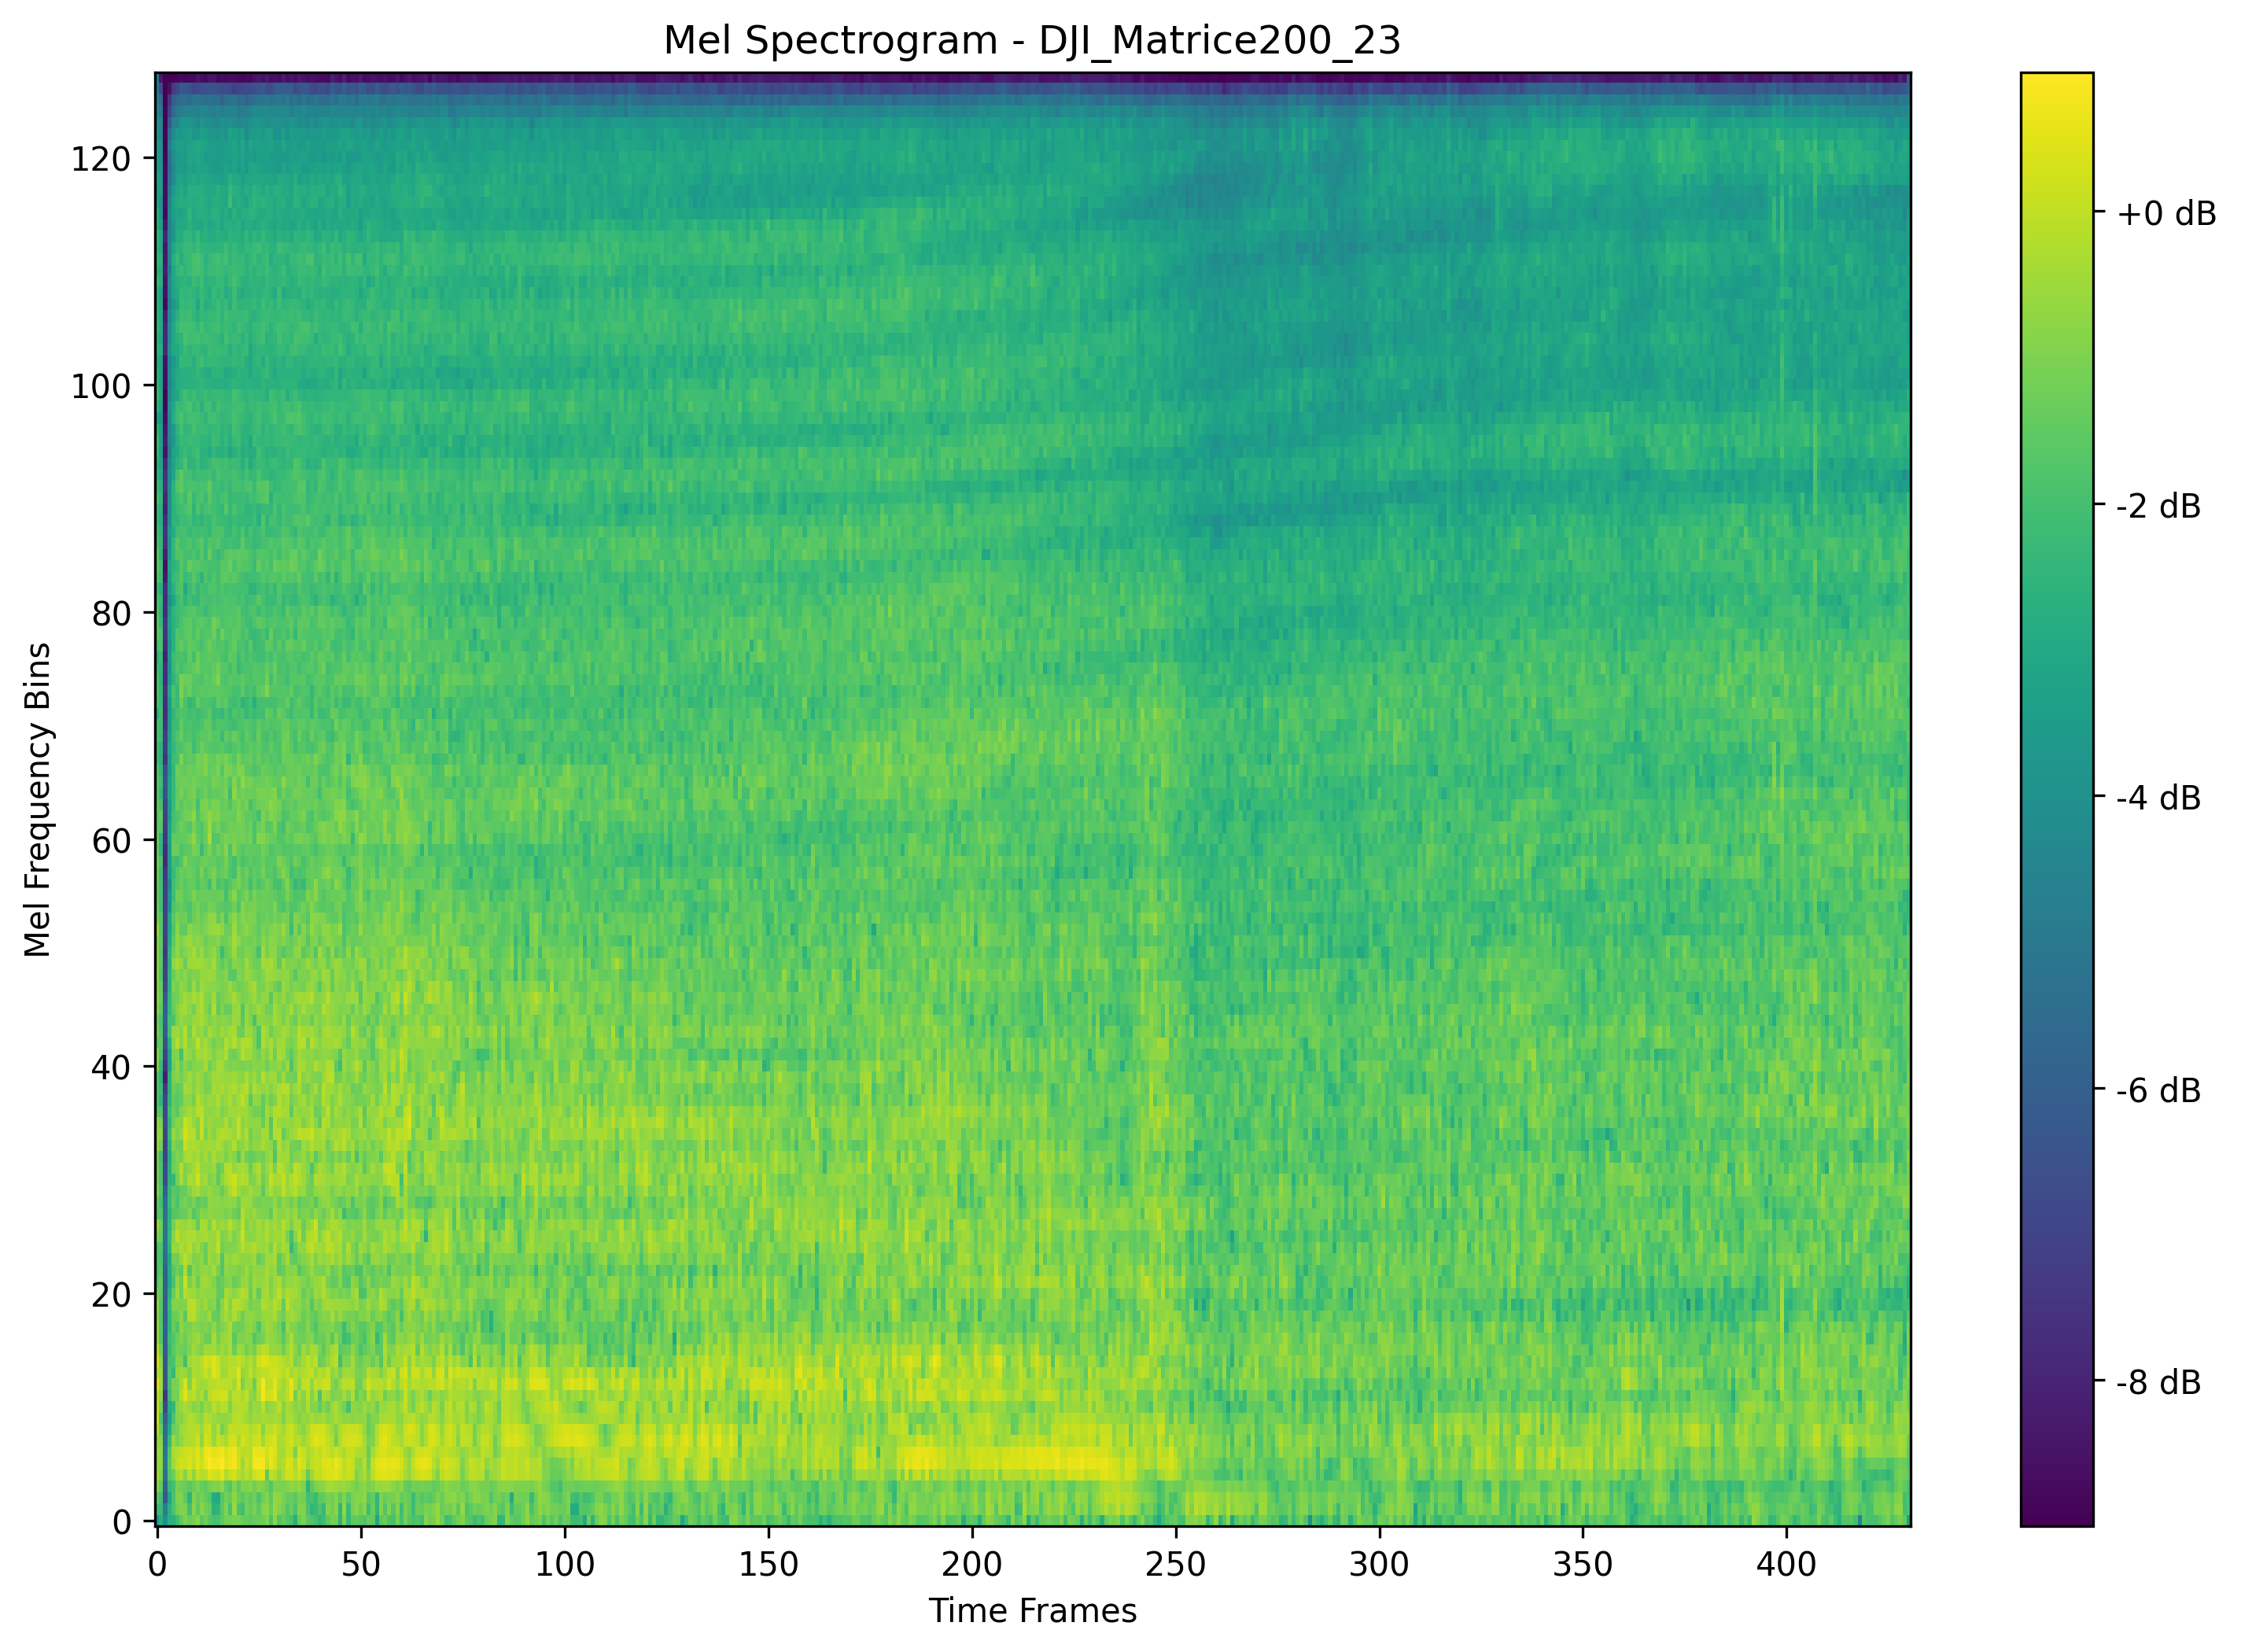 Mel Spectrogram - DJI_Matrice200_23
120
100
80
60
40
20
0
Mel Frequency Bins
0 50 100 150 200 250 300 350 400
Time Frames
+0 dB
-2 dB
-4 dB
-6 dB
-8 dB